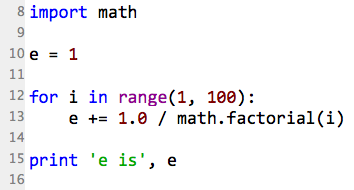 8 import math
9
10 e = 1
11
12 for i in range(1, 100):
13     e += 1.0 / math.factorial(i)
14
15 print 'e is', e
16